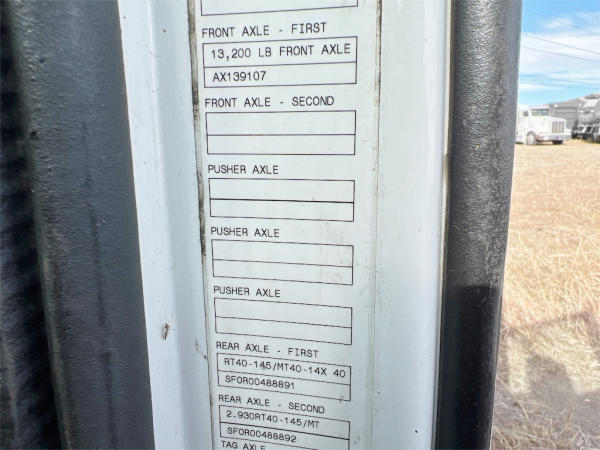 FRONT AXLE - FIRST
13,200 LB FRONT AXLE
AX139107
FRONT AXLE - SECOND
PUSHER AXLE
PUSHER AXLE
PUSHER AXLE
REAR AXLE - FIRST
RT40-145/MT40-14X 40
SFOR00488891
REAR AXLE - SECOND
2.930RT40-145/MT
SFOR00488892
TAG AXLE